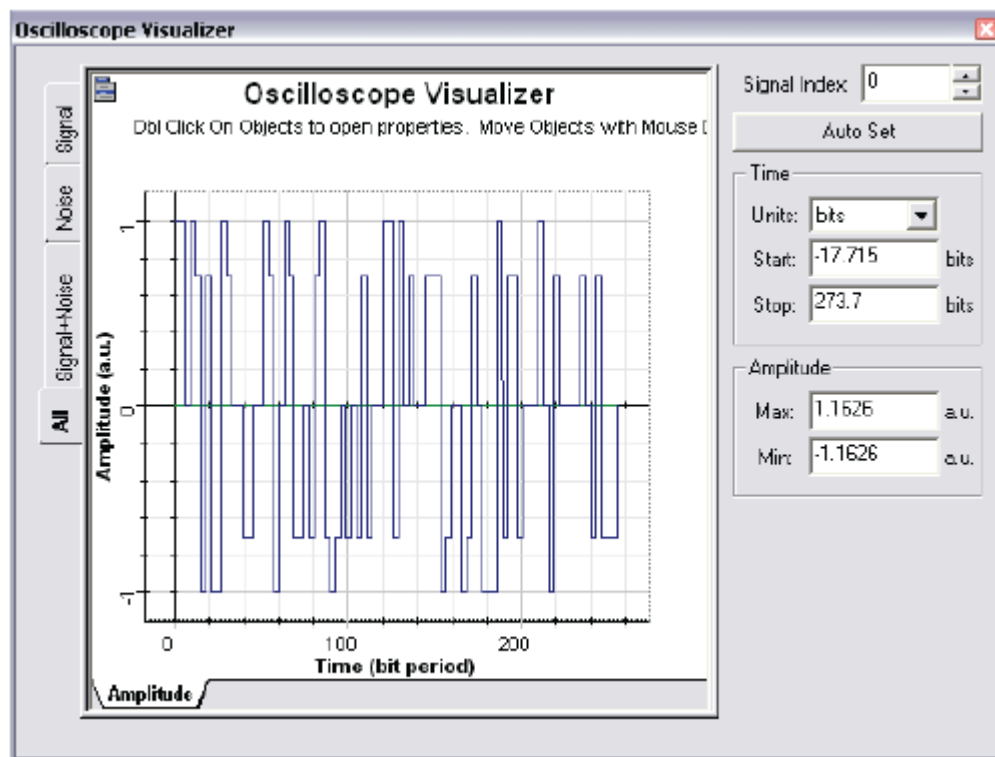 Oscilloscope Visualizer
Signal
Noise
Signal+Noise
All
Oscilloscope Visualizer
Dbl Click On Objects to open properties. Move Objects with Mouse D
Amplitude (a.u.)
1
0
-1
0 100 200
Time (bit period)
Amplitude
Signal Index: 0
Auto Set
Time
Units: bits
Start: -17.715 bits
Stop: 273.7 bits
Amplitude
Max: 1.1626 a.u.
Min: -1.1626 a.u.